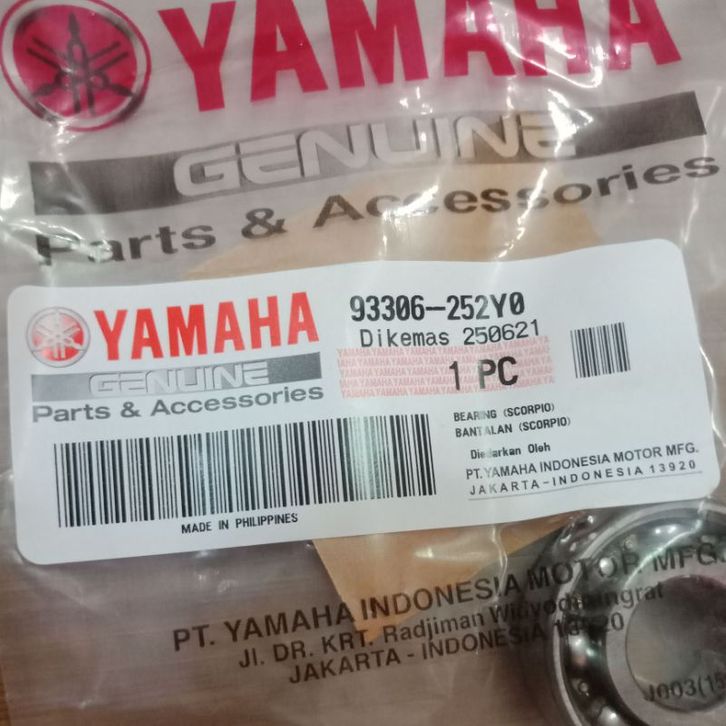 YAMAHA
GENUINE
Parts & Accessories
YAMAHA
GENUINE
Parts & Accessories
MADE IN PHILIPPINES
93306-252Y0
Dikemas 250621
1 PC
BEARING (SCORPIO)
BANTALAN (SCORPIO)
Diedarkan Oleh
PT. YAMAHA INDONESIA MOTOR MFG.
JAKARTA-INDONESIA 13920
PT. YAMAHA INDONESIA MOTOR MFG.
Jl. DR. KRT. Radjiman
JAKARTA - INDONESIA 13920